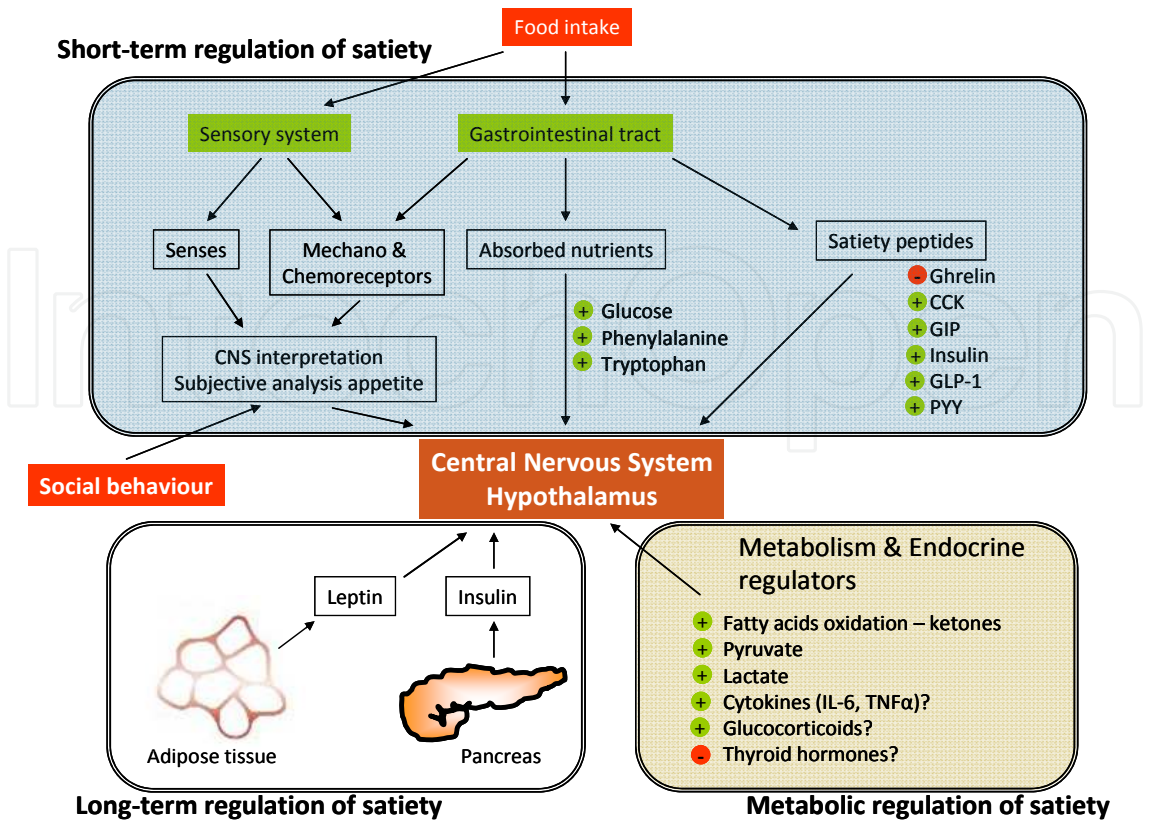 Food intake
Short-term regulation of satiety
Sensory system
Gastrointestinal tract
Senses
Mechano &
Chemoreceptors
Absorbed nutrients
Satiety peptides
- Ghrelin
+ CCK
+ GIP
+ Insulin
+ GLP-1
+ PYY
+ Glucose
+ Phenylalanine
+ Tryptophan
CNS interpretation
Subjective analysis appetite
Social behaviour
Central Nervous System
Hypothalamus
Leptin
Insulin
Adipose tissue
Pancreas
Long-term regulation of satiety
Metabolism & Endocrine
regulators
+ Fatty acids oxidation – ketones
+ Pyruvate
+ Lactate
+ Cytokines (IL-6, TNFα)?
+ Glucocorticoids?
- Thyroid hormones?
Metabolic regulation of satiety
IntechOpen